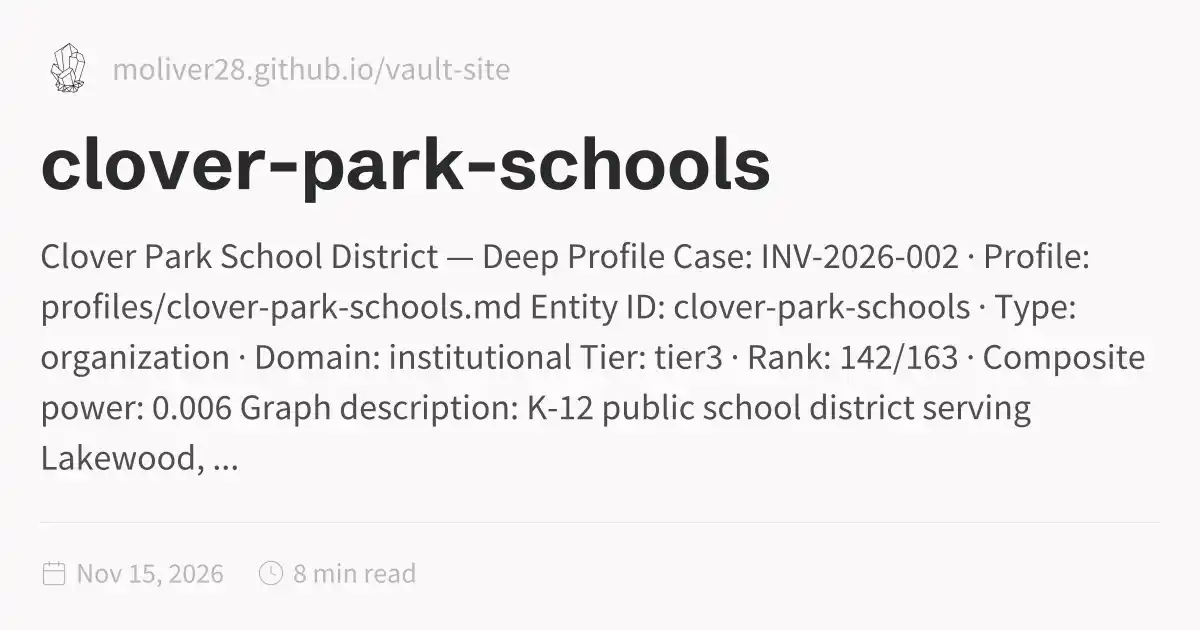 moliver28.github.io/vault-site
clover-park-schools
Clover Park School District — Deep Profile Case: INV-2026-002 · Profile:
profiles/clover-park-schools.md Entity ID: clover-park-schools · Type:
organization · Domain: institutional Tier: tier3 · Rank: 142/163 · Composite
power: 0.006 Graph description: K-12 public school district serving
Lakewood, ...
Nov 15, 2026 8 min read